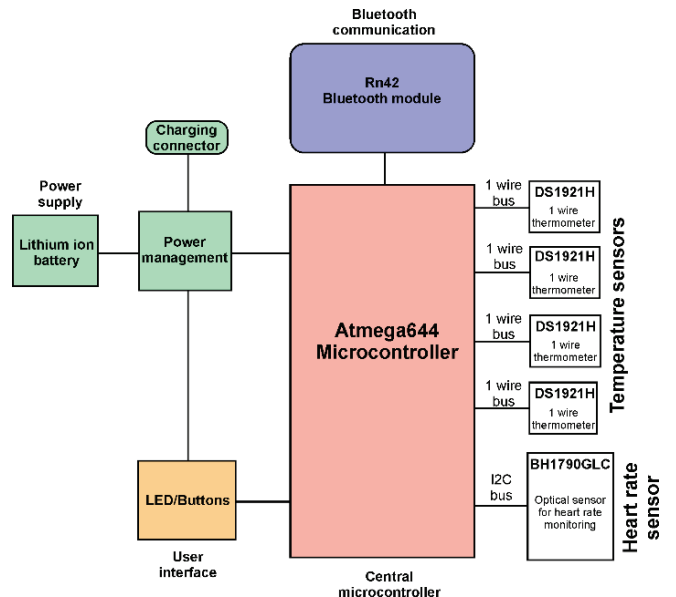 Bluetooth
communication
Rn42
Bluetooth module
Charging
connector
Power
supply
Lithium ion
battery
Power
management
Atmega644
Microcontroller
1 wire
bus
DS1921H
1 wire
thermometer
1 wire
bus
DS1921H
1 wire
thermometer
1 wire
bus
DS1921H
1 wire
thermometer
1 wire
bus
DS1921H
1 wire
thermometer
Temperature sensors
I2C
bus
BH1790GLC
Optical sensor
for heart rate
monitoring
Heart rate
sensor
LED/Buttons
User
interface
Central
microcontroller